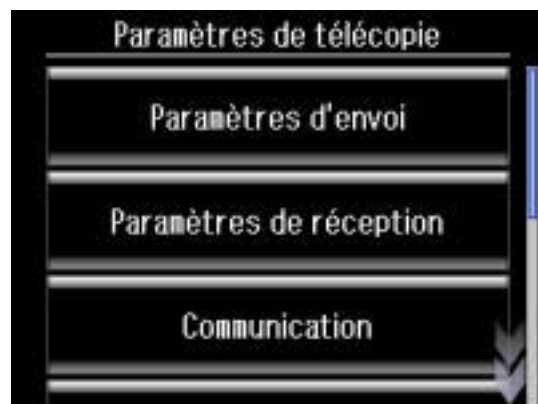 Paramètres de télécopie
Paramètres d'envoi
Paramètres de réception
Communication